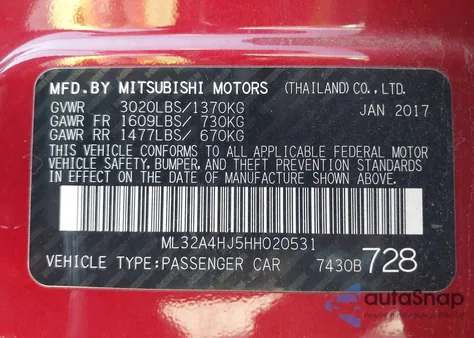 MFD.BY MITSUBISHI MOTORS (THAILAND) CO., LTD.
GVWR 3020LBS/1370KG JAN 2017
GAWR FR 1609LBS/ 730KG
GAWR RR 1477LBS/ 670KG
THIS VEHICLE CONFORMS TO ALL APPLICABLE FEDERAL MOTOR
VEHICLE SAFETY, BUMPER, AND THEFT PREVENTION STANDARDS
IN EFFECT ON THE DATE OF MANUFACTURE SHOWN ABOVE.
ML32A4HJ5HH020531
VEHICLE TYPE:PASSENGER CAR 7430B 728
autoSnap